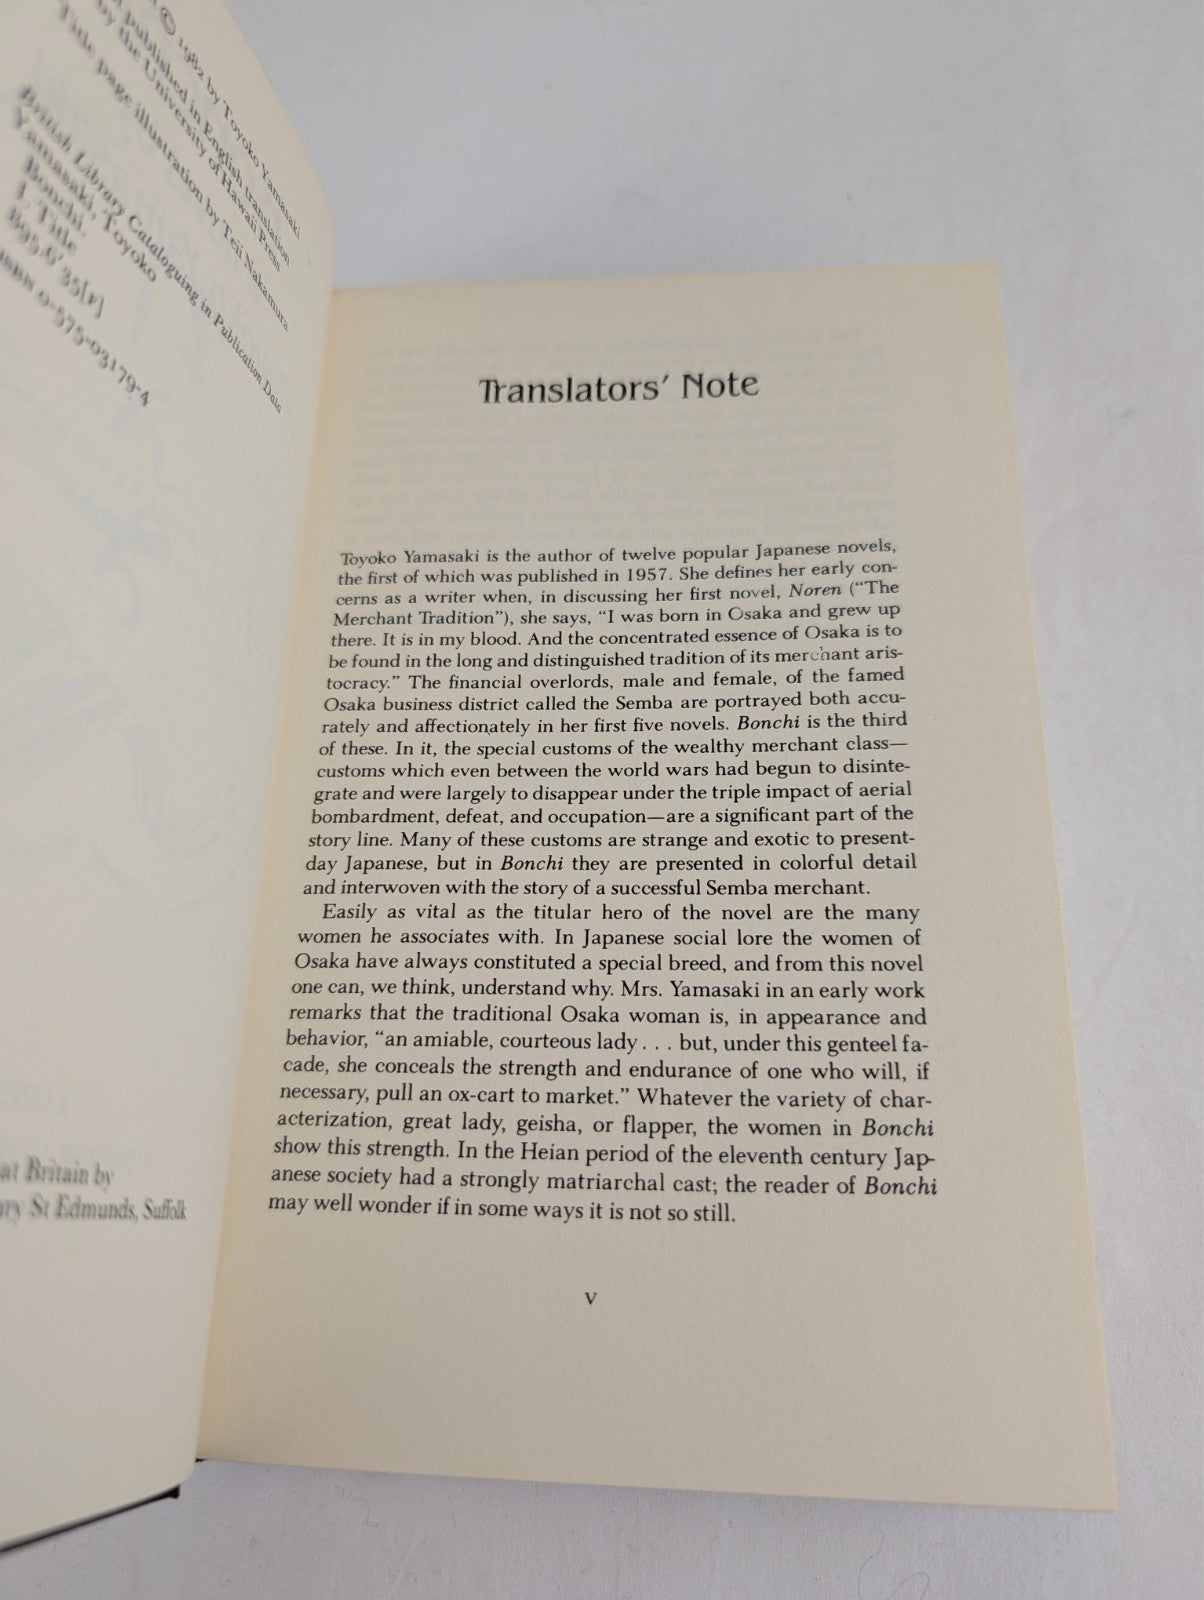 © 1982 by Toyoko Yamasaki
published in English translation
by the University of Hawaii Press
Title page illustration by Teii Nakamura
British Library Cataloguing in Publication Data
Yamasaki, Toyoko
Bonchi.
1. Title
895.6'35[F]
ISBN 0-575-03179-4
at Britain by
St Edmunds, Suffolk
Translators' Note
Toyoko Yamasaki is the author of twelve popular Japanese novels,
the first of which was published in 1957. She defines her early con-
cerns as a writer when, in discussing her first novel, Noren (“The
Merchant Tradition”), she says, “I was born in Osaka and grew up
there. It is in my blood. And the concentrated essence of Osaka is to
be found in the long and distinguished tradition of its merchant aris-
tocracy.” The financial overlords, male and female, of the famed
Osaka business district called the Semba are portrayed both accu-
rately and affectionately in her first five novels. Bonchi is the third
of these. In it, the special customs of the wealthy merchant class—
customs which even between the world wars had begun to disinte-
grate and were largely to disappear under the triple impact of aerial
bombardment, defeat, and occupation—are a significant part of the
story line. Many of these customs are strange and exotic to present-
day Japanese, but in Bonchi they are presented in colorful detail
and interwoven with the story of a successful Semba merchant.
Easily as vital as the titular hero of the novel are the many
women he associates with. In Japanese social lore the women of
Osaka have always constituted a special breed, and from this novel
one can, we think, understand why. Mrs. Yamasaki in an early work
remarks that the traditional Osaka woman is, in appearance and
behavior, “an amiable, courteous lady . . . but, under this genteel fa-
cade, she conceals the strength and endurance of one who will, if
necessary, pull an ox-cart to market.” Whatever the variety of char-
acterization, great lady, geisha, or flapper, the women in Bonchi
show this strength. In the Heian period of the eleventh century Jap-
anese society had a strongly matriarchal cast; the reader of Bonchi
may well wonder if in some ways it is not so still.
v